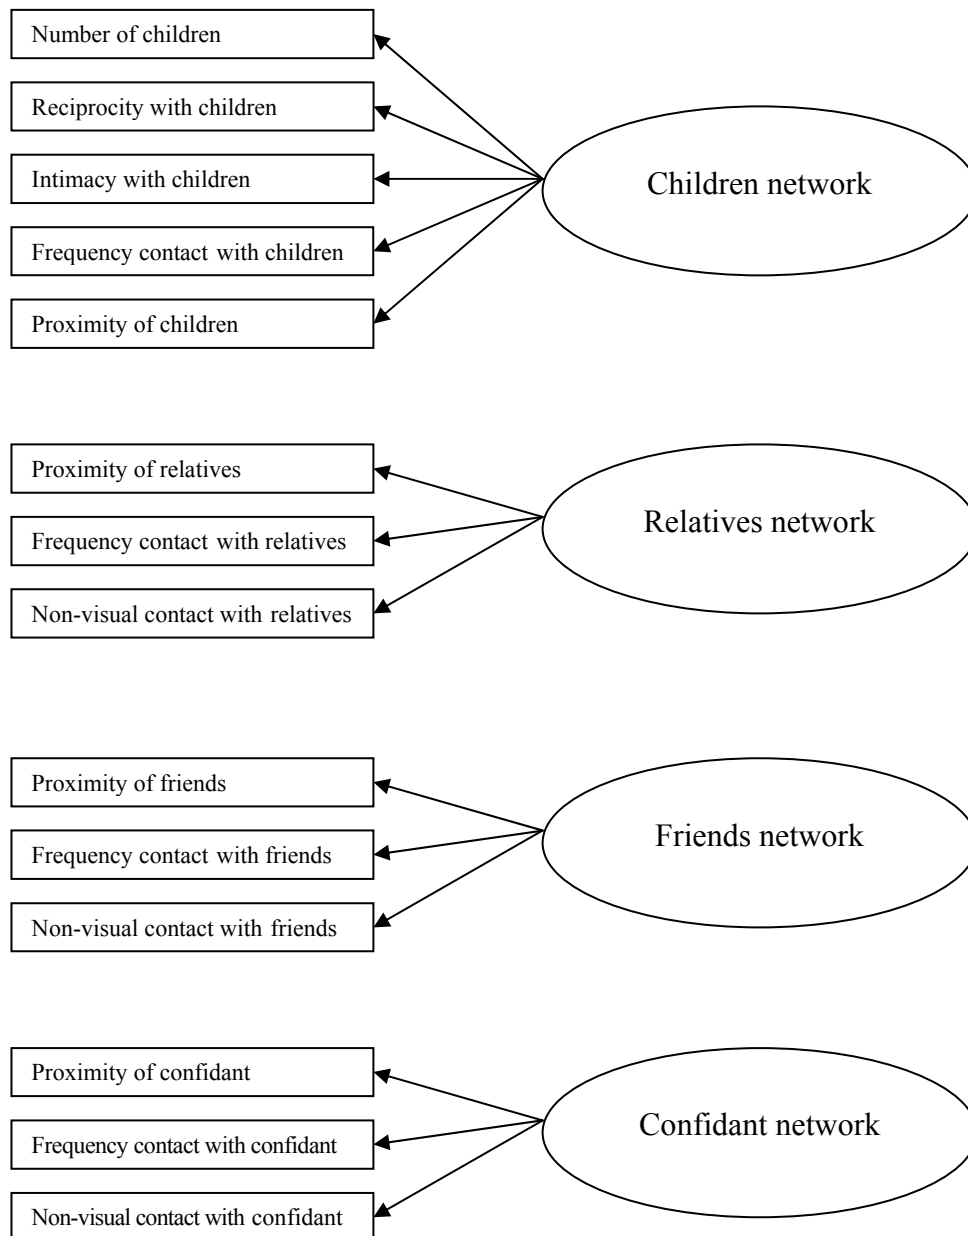 Number of children
Reciprocity with children
Intimacy with children
Frequency contact with children
Proximity of children
Children network
Proximity of relatives
Frequency contact with relatives
Non-visual contact with relatives
Relatives network
Proximity of friends
Frequency contact with friends
Non-visual contact with friends
Friends network
Proximity of confidant
Frequency contact with confidant
Non-visual contact with confidant
Confidant network